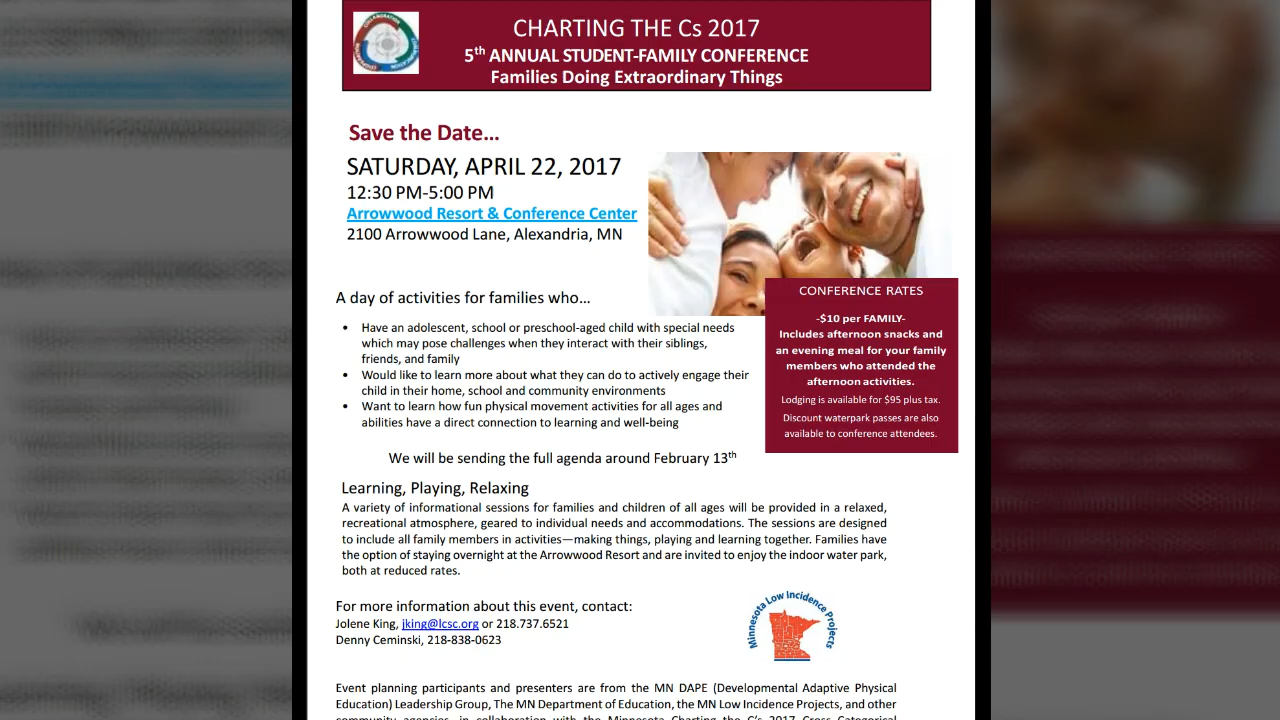 COLLABORATION
CHARTING THE Cs 2017
5th ANNUAL STUDENT-FAMILY CONFERENCE
Families Doing Extraordinary Things
Save the Date…
SATURDAY, APRIL 22, 2017
12:30 PM-5:00 PM
Arrowwood Resort & Conference Center
2100 Arrowwood Lane, Alexandria, MN
A day of activities for families who…
• Have an adolescent, school or preschool-aged child with special needs
which may pose challenges when they interact with their siblings,
friends, and family
• Would like to learn more about what they can do to actively engage their
child in their home, school and community environments
• Want to learn how fun physical movement activities for all ages and
abilities have a direct connection to learning and well-being
We will be sending the full agenda around February 13th
CONFERENCE RATES
-$10 per FAMILY-
Includes afternoon snacks and
an evening meal for your family
members who attended the
afternoon activities.
Lodging is available for $95 plus tax.
Discount waterpark passes are also
available to conference attendees.
Learning, Playing, Relaxing
A variety of informational sessions for families and children of all ages will be provided in a relaxed,
recreational atmosphere, geared to individual needs and accommodations. The sessions are designed
to include all family members in activities—making things, playing and learning together. Families have
the option of staying overnight at the Arrowwood Resort and are invited to enjoy the indoor water park,
both at reduced rates.
For more information about this event, contact:
Jolene King, jking@lcsc.org or 218.737.6521
Denny Ceminski, 218-838-0623
Minnesota Low Incidence Projects
Event planning participants and presenters are from the MN DAPE (Developmental Adaptive Physical
Education) Leadership Group, The MN Department of Education, the MN Low Incidence Projects, and other
community agencies, in collaboration with the Minnesota Charting the C's 2017 Cross Categorical